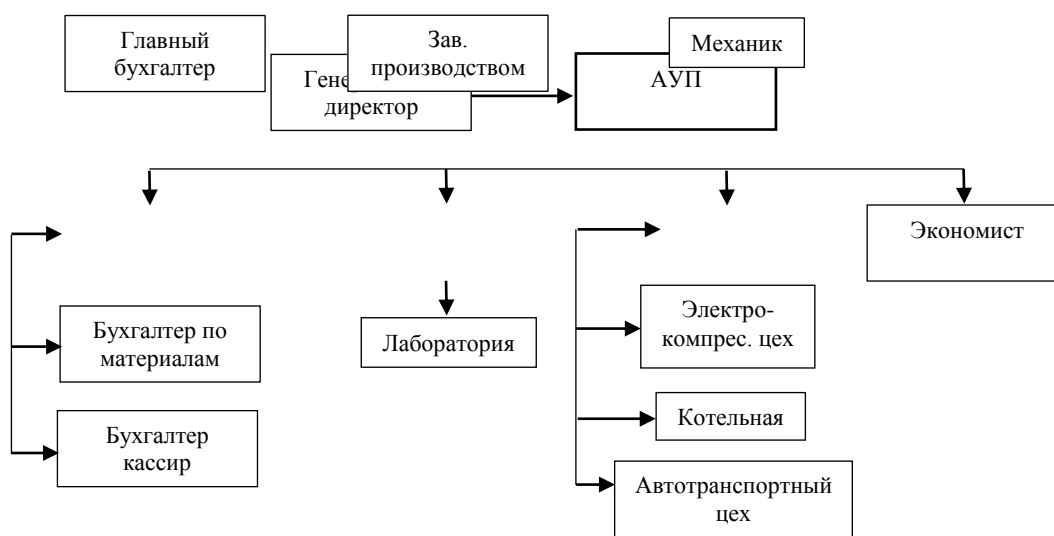 Главный
бухгалтер
Зав.
производством
Механик
директор
АУП
Экономист
Бухгалтер по
материалам
Лаборатория
Электро-
компрес. цех
Котельная
Бухгалтер
кассир
Автотранспортный
цех